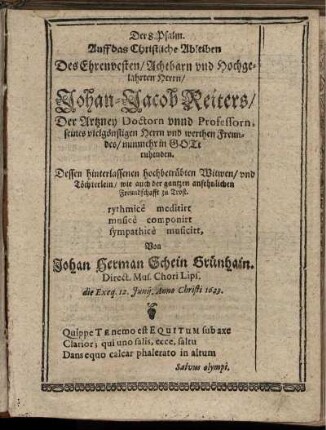 Der 8. Psalm.
Auff das Christliche Ableiben
Des Ehrenvesten/ Achtbarn vnd Hochge-
lahrten Herrn/
Johan-Jacob Reiters/
Der Artzney Doctorn vnnd Professorn,
seines vielgönstigen Herrn vnd werthen Freun-
des/ nunmehr in GOTt
ruhenden.
Dessen hinterlassenen hochbetrübten Witwen/ vnd
Töchterlein/ wie auch der gantzen ansehnlichen
Freundschafft zu Trost.
rythmicè meditirt
musicè componirt
sympathicè musicirt,
Von
Johan Herman Schein Grünhain.
Direct. Mus. Chori Lips.
die Exeq. 12. Junij, Anno Christi 1623.
Quippe TÆ nemo est EQUITUM sub axe
Clarior; qui uno salis, ecce, saltu
Dans equo calcar phalerato in altum
Salvus olympi.